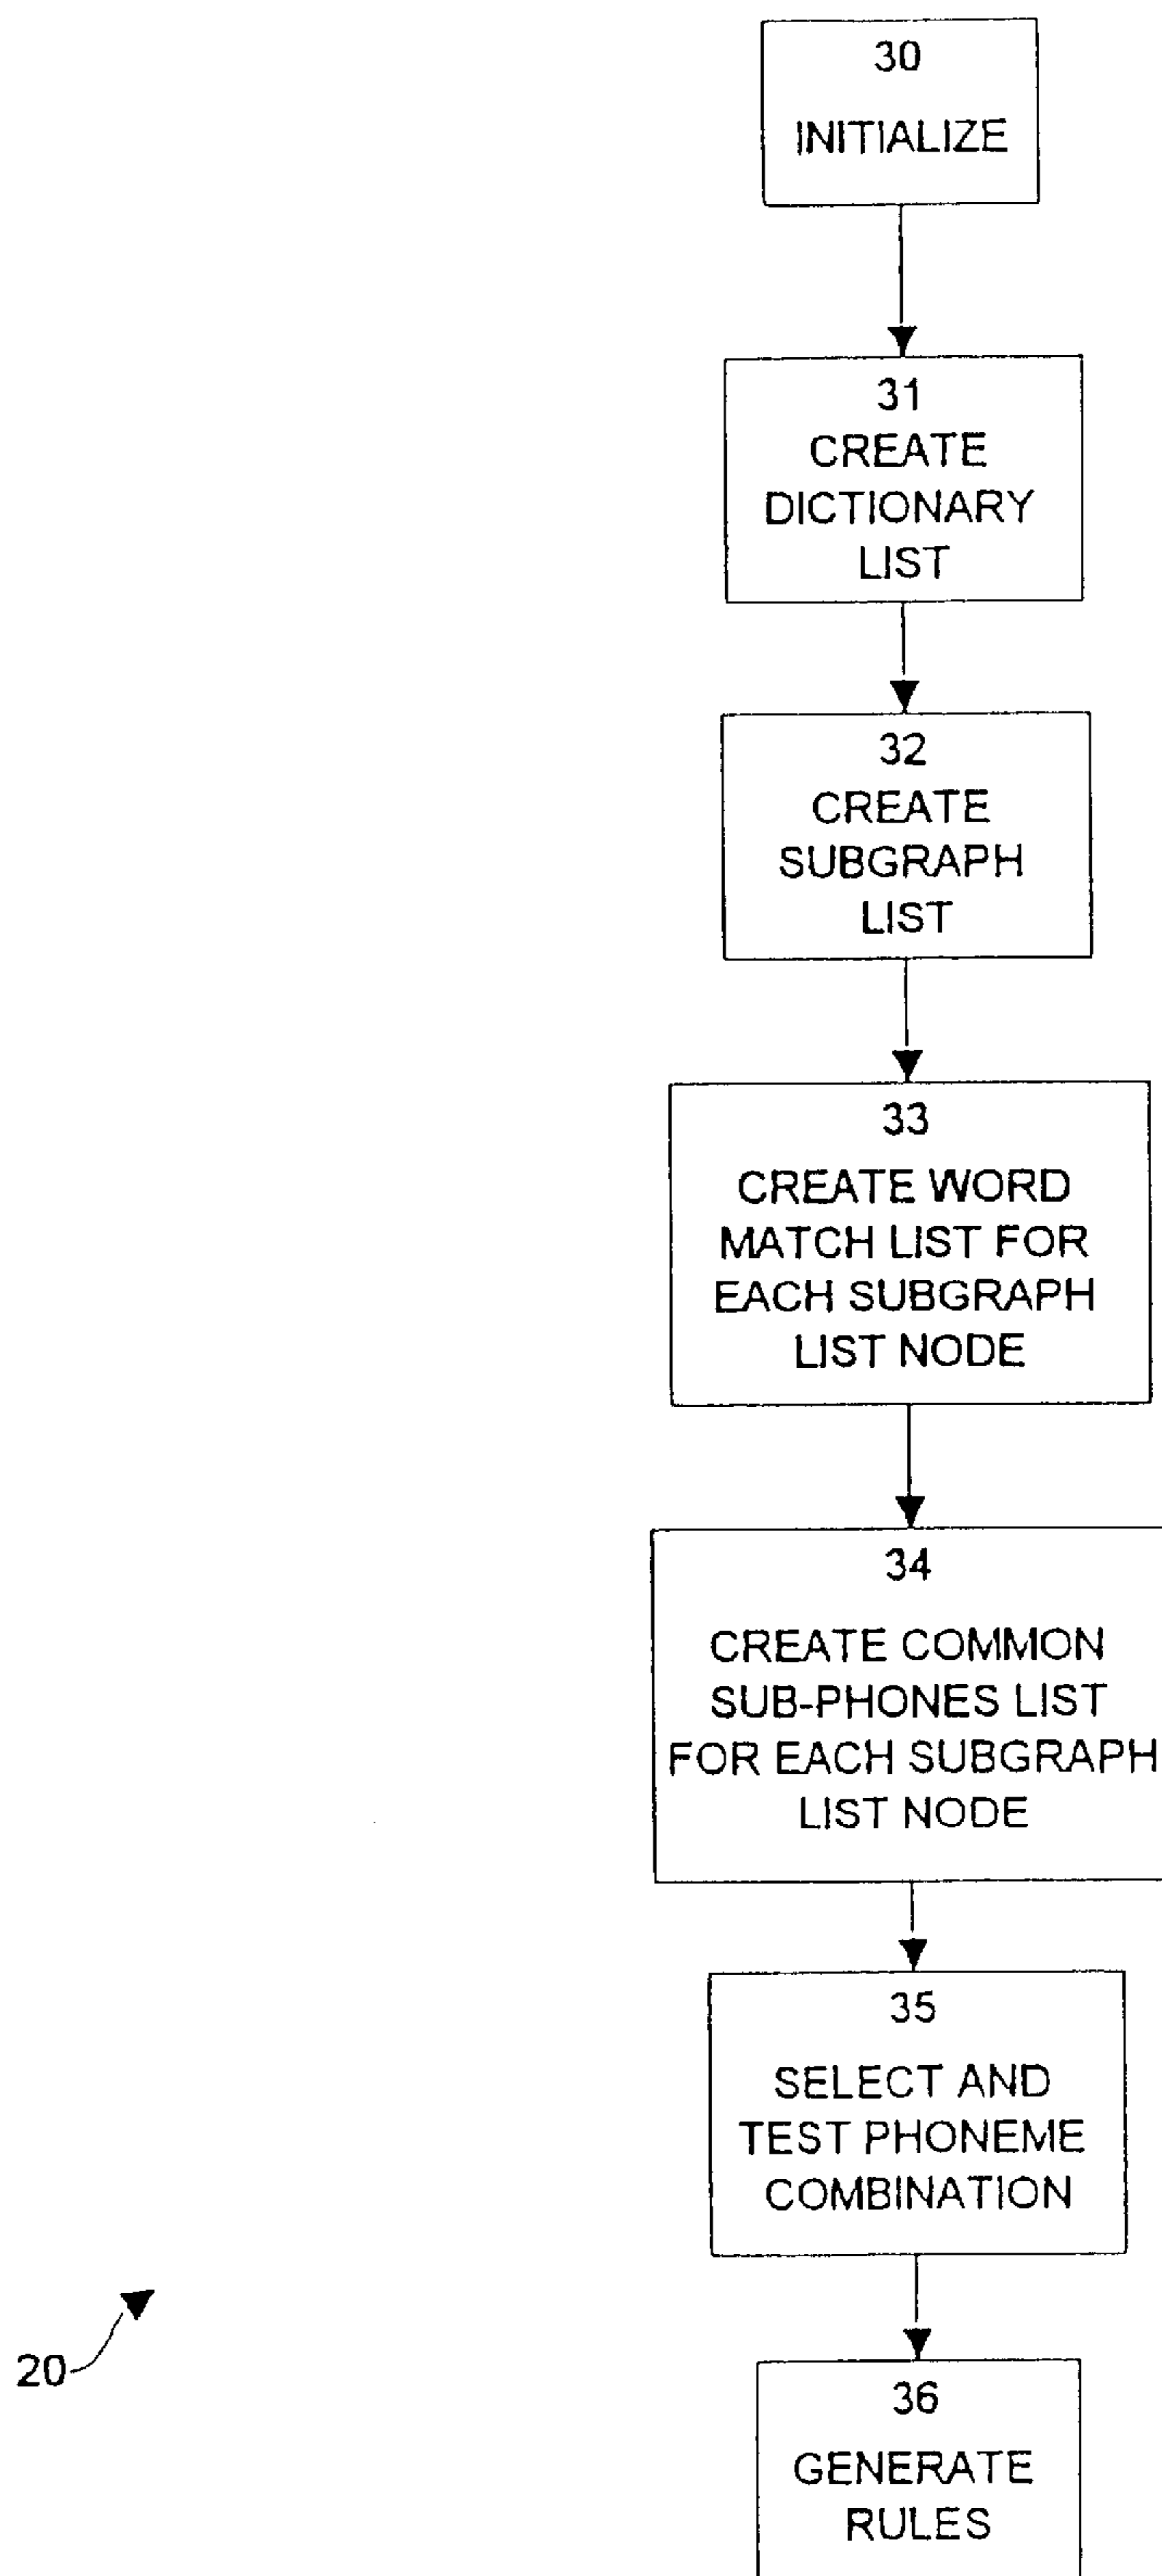 30
INITIALIZE
31
CREATE
DICTIONARY
LIST
32
CREATE
SUBGRAPH
LIST
33
CREATE WORD
MATCH LIST FOR
EACH SUBGRAPH
LIST NODE
34
CREATE COMMON
SUB-PHONES LIST
FOR EACH SUBGRAPH
LIST NODE
35
SELECT AND
TEST PHONEME
COMBINATION
20
36
GENERATE
RULES